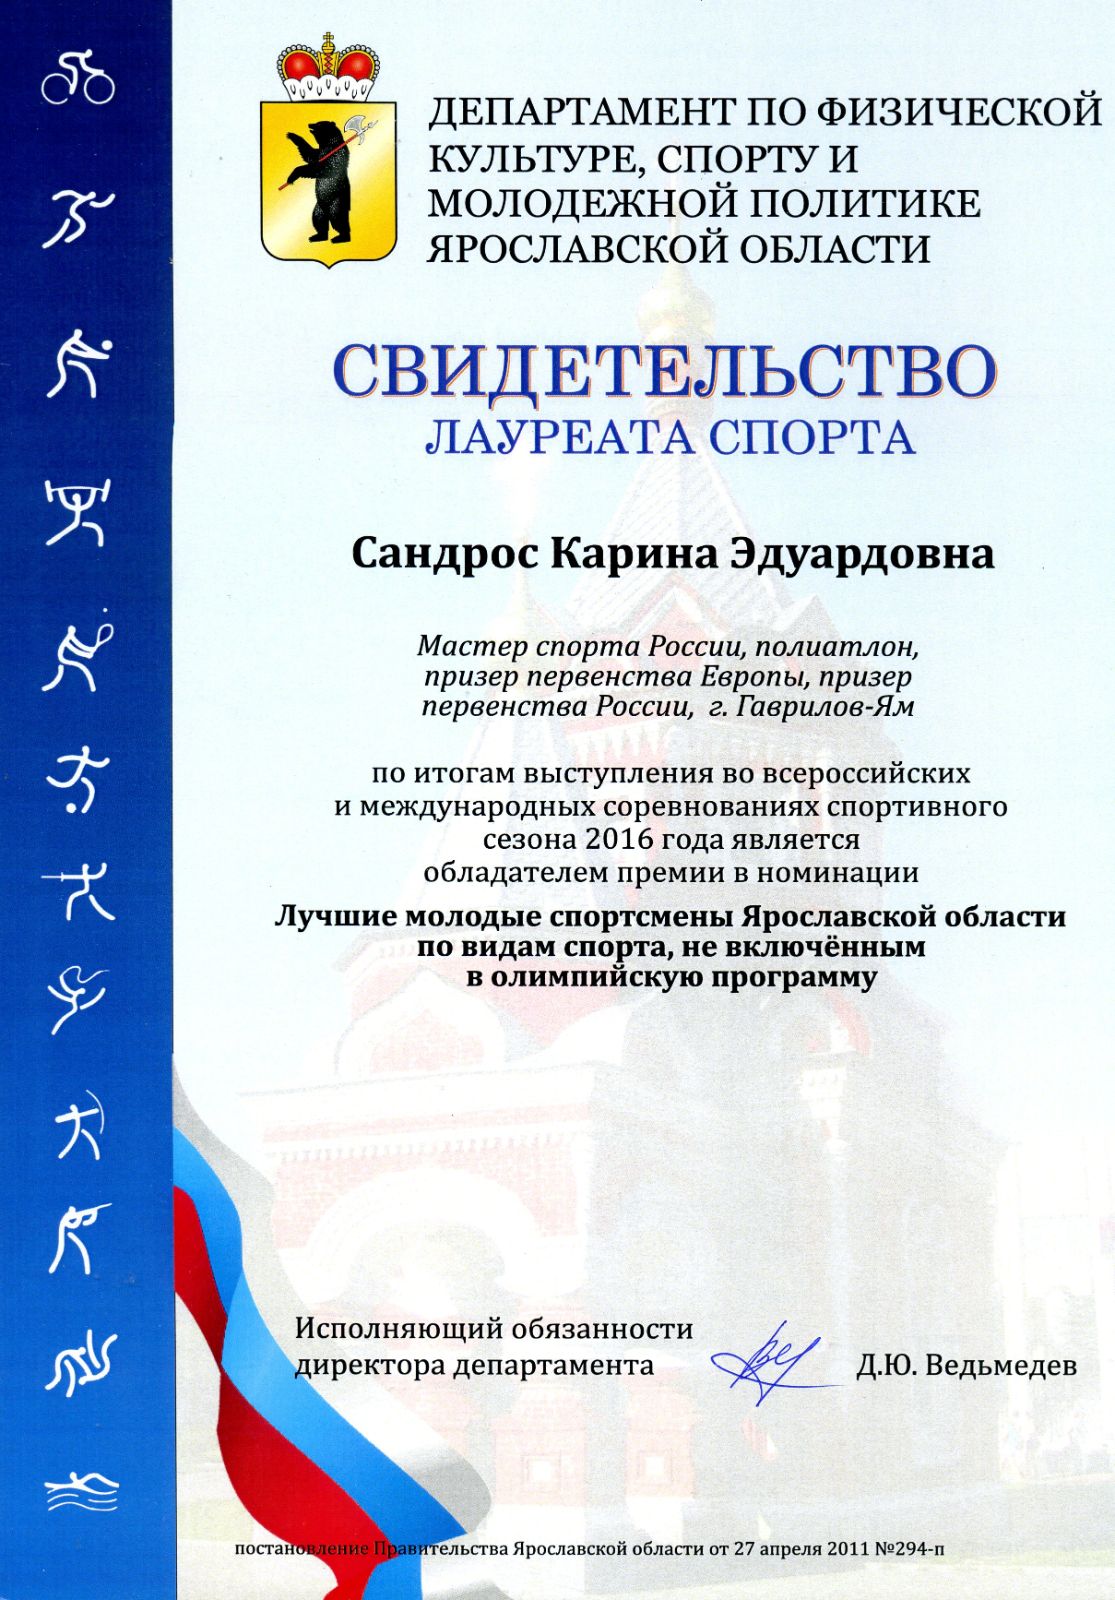 ДЕПАРТАМЕНТ ПО ФИЗИЧЕСКОЙ
КУЛЬТУРЕ, СПОРТУ И
МОЛОДЕЖНОЙ ПОЛИТИКЕ
ЯРОСЛАВСКОЙ ОБЛАСТИ
СВИДЕТЕЛЬСТВО
ЛАУРЕАТА СПОРТА
Сандрос Карина Эдуардовна
Мастер спорта России, полиатлон,
призер первенства Европы, призер
первенства России, г. Гаврилов-Ям
по итогам выступления во всероссийских
и международных соревнованиях спортивного
сезона 2016 года является
обладателем премии в номинации
Лучшие молодые спортсмены Ярославской области
по видам спорта, не включённым
в олимпийскую программу
Исполняющий обязанности
директора департамента Д.Ю. Ведьмедев
постановление Правительства Ярославской области от 27 апреля 2011 №294-п